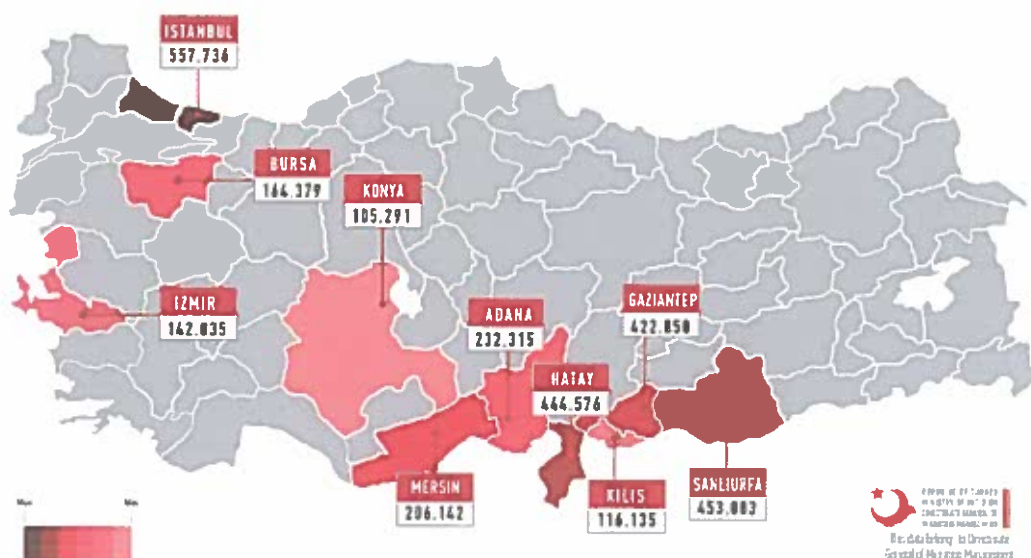 ISTANBUL
557.736
BURSA
164.379
KONYA
105.291
IZMIR
142.035
ADANA
232.315
GAZIANTEP
422.850
HATAY
444.576
MERSIN
206.142
KILIS
116.135
SANLIURFA
453.003